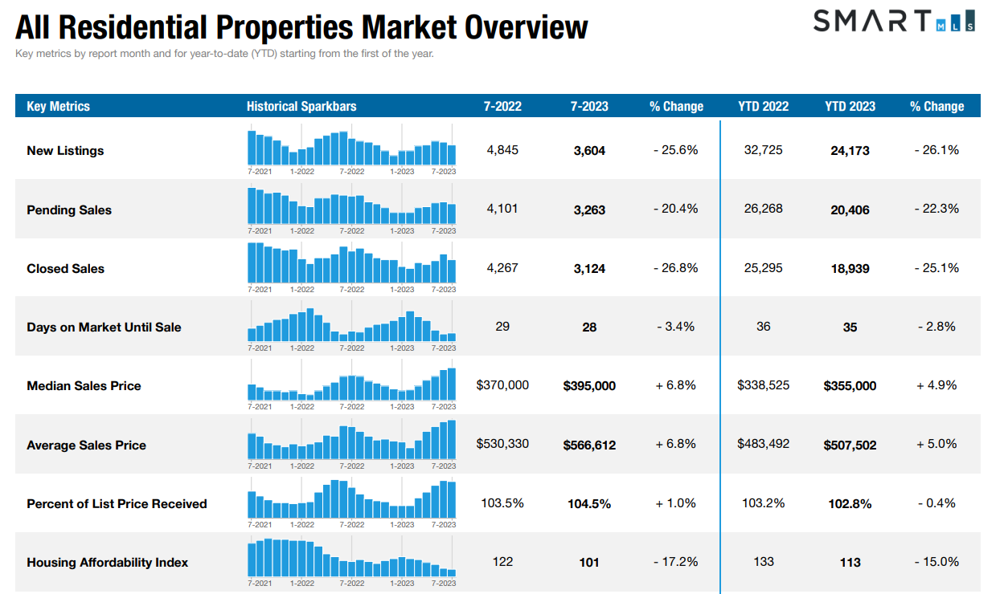 All Residential Properties Market Overview
SMART MLS
Key metrics by report month and for year-to-date (YTD) starting from the first of the year.
Key Metrics Historical Sparkbars 7-2022 7-2023 % Change YTD 2022 YTD 2023 % Change
New Listings 4,845 3,604 - 25.6% 32,725 24,173 - 26.1%
7-2021 1-2022 7-2022 1-2023 7-2023
Pending Sales 4,101 3,263 - 20.4% 26,268 20,406 - 22.3%
7-2021 1-2022 7-2022 1-2023 7-2023
Closed Sales 4,267 3,124 - 26.8% 25,295 18,939 - 25.1%
7-2021 1-2022 7-2022 1-2023 7-2023
Days on Market Until Sale 29 28 - 3.4% 36 35 - 2.8%
7-2021 1-2022 7-2022 1-2023 7-2023
Median Sales Price $370,000 $395,000 + 6.8% $338,525 $355,000 + 4.9%
7-2021 1-2022 7-2022 1-2023 7-2023
Average Sales Price $530,330 $566,612 + 6.8% $483,492 $507,502 + 5.0%
7-2021 1-2022 7-2022 1-2023 7-2023
Percent of List Price Received 103.5% 104.5% + 1.0% 103.2% 102.8% - 0.4%
7-2021 1-2022 7-2022 1-2023 7-2023
Housing Affordability Index 122 101 - 17.2% 133 113 - 15.0%
7-2021 1-2022 7-2022 1-2023 7-2023